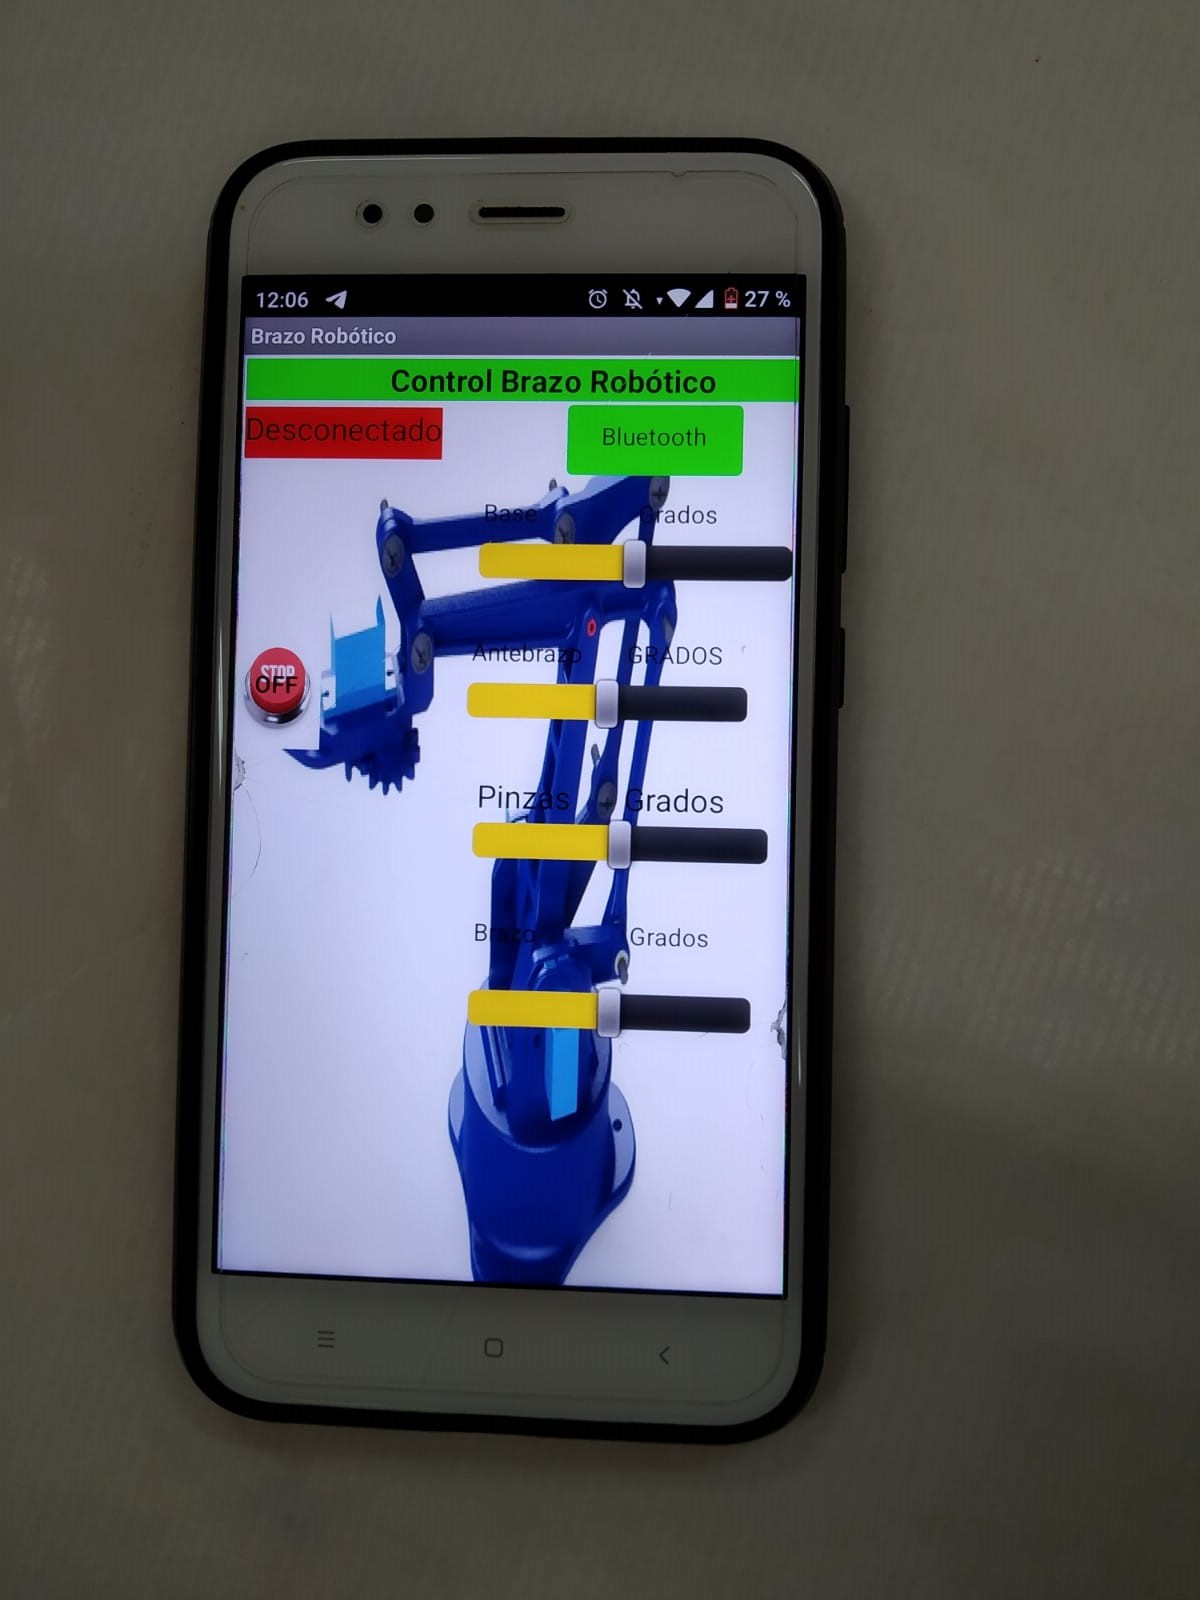 12:06 27 %
Brazo Robótico
Control Brazo Robótico
Desconectado
Bluetooth
Base Grados
Antebrazo GRADOS
STOP
OFF
Pinzas Grados
Brazo Grados